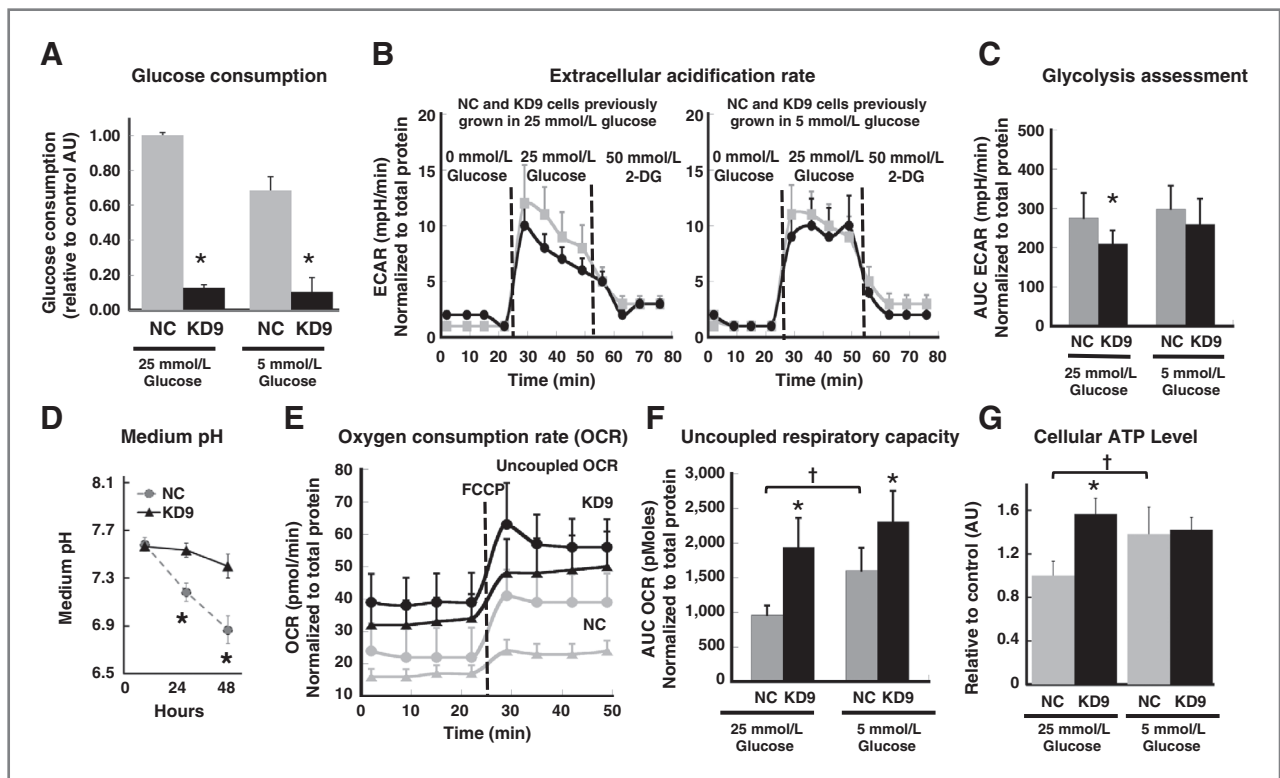 A
Glucose consumption
Glucose consumption
(relative to control AU)
1.00
0.80
0.60
0.40
0.20
0.00
*
*
NC KD9
NC KD9
25 mmol/L
Glucose
5 mmol/L
Glucose
B
Extracellular acidification rate
ECAR (mpH/min)
Normalized to total protein
NC and KD9 cells previously
grown in 25 mmol/L glucose
0 mmol/L
Glucose
25 mmol/L
Glucose
50 mmol/L
2-DG
20
15
10
5
0
0 10 20 30 40 50 60 70 80
Time (min)
NC and KD9 cells previously
grown in 5 mmol/L glucose
0 mmol/L
Glucose
25 mmol/L
Glucose
50 mmol/L
2-DG
20
15
10
5
0
0 10 20 30 40 50 60 70 80
Time (min)
C
Glycolysis assessment
AUC ECAR (mpH/min)
Normalized to total protein
500
400
300
200
100
0
*
NC KD9
NC KD9
25 mmol/L
Glucose
5 mmol/L
Glucose
D
Medium pH
Medium pH
8.1
7.7
7.3
6.9
6.5
NC
KD9
*
*
0 24 48
Hours
E
Oxygen consumption rate (OCR)
OCR (pmol/min)
Normalized to total protein
80
70
60
50
40
30
20
10
Uncoupled OCR
FCCP
KD9
NC
0 10 20 30 40 50
Time (min)
F
Uncoupled respiratory capacity
AUC OCR (pMoles)
Normalized to total protein
3,000
2,500
2,000
1,500
1,000
500
0
†
*
*
NC KD9
NC KD9
25 mmol/L
Glucose
5 mmol/L
Glucose
G
Cellular ATP Level
Relative to control (AU)
1.6
1.2
0.8
0.4
0
†
*
NC KD9
NC KD9
25 mmol/L
Glucose
5 mmol/L
Glucose